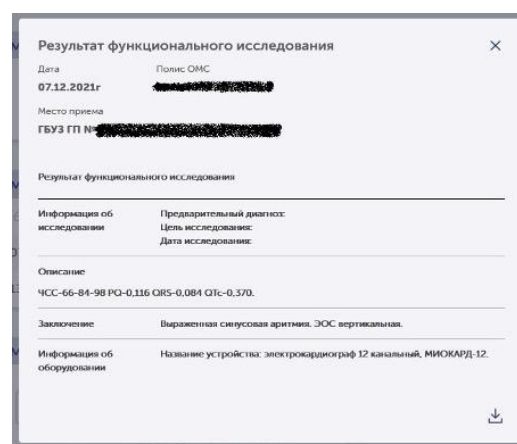 Результат функционального исследования
Дата Полис ОМС
07.12.2021г
Место приема
ГБУЗ ГП №
Результат функционального исследования
Информация об исследовании
Предварительный диагноз:
Цель исследования:
Дата исследования:
Описание
ЧСС-66-84-98 PQ-0,116 QRS-0,084 QTc-0,370.
Заключение Выраженная синусовая аритмия. ЭОС вертикальная.
Информация об оборудовании
Название устройства: электрокардиограф 12 канальный, МИОКАРД-12.